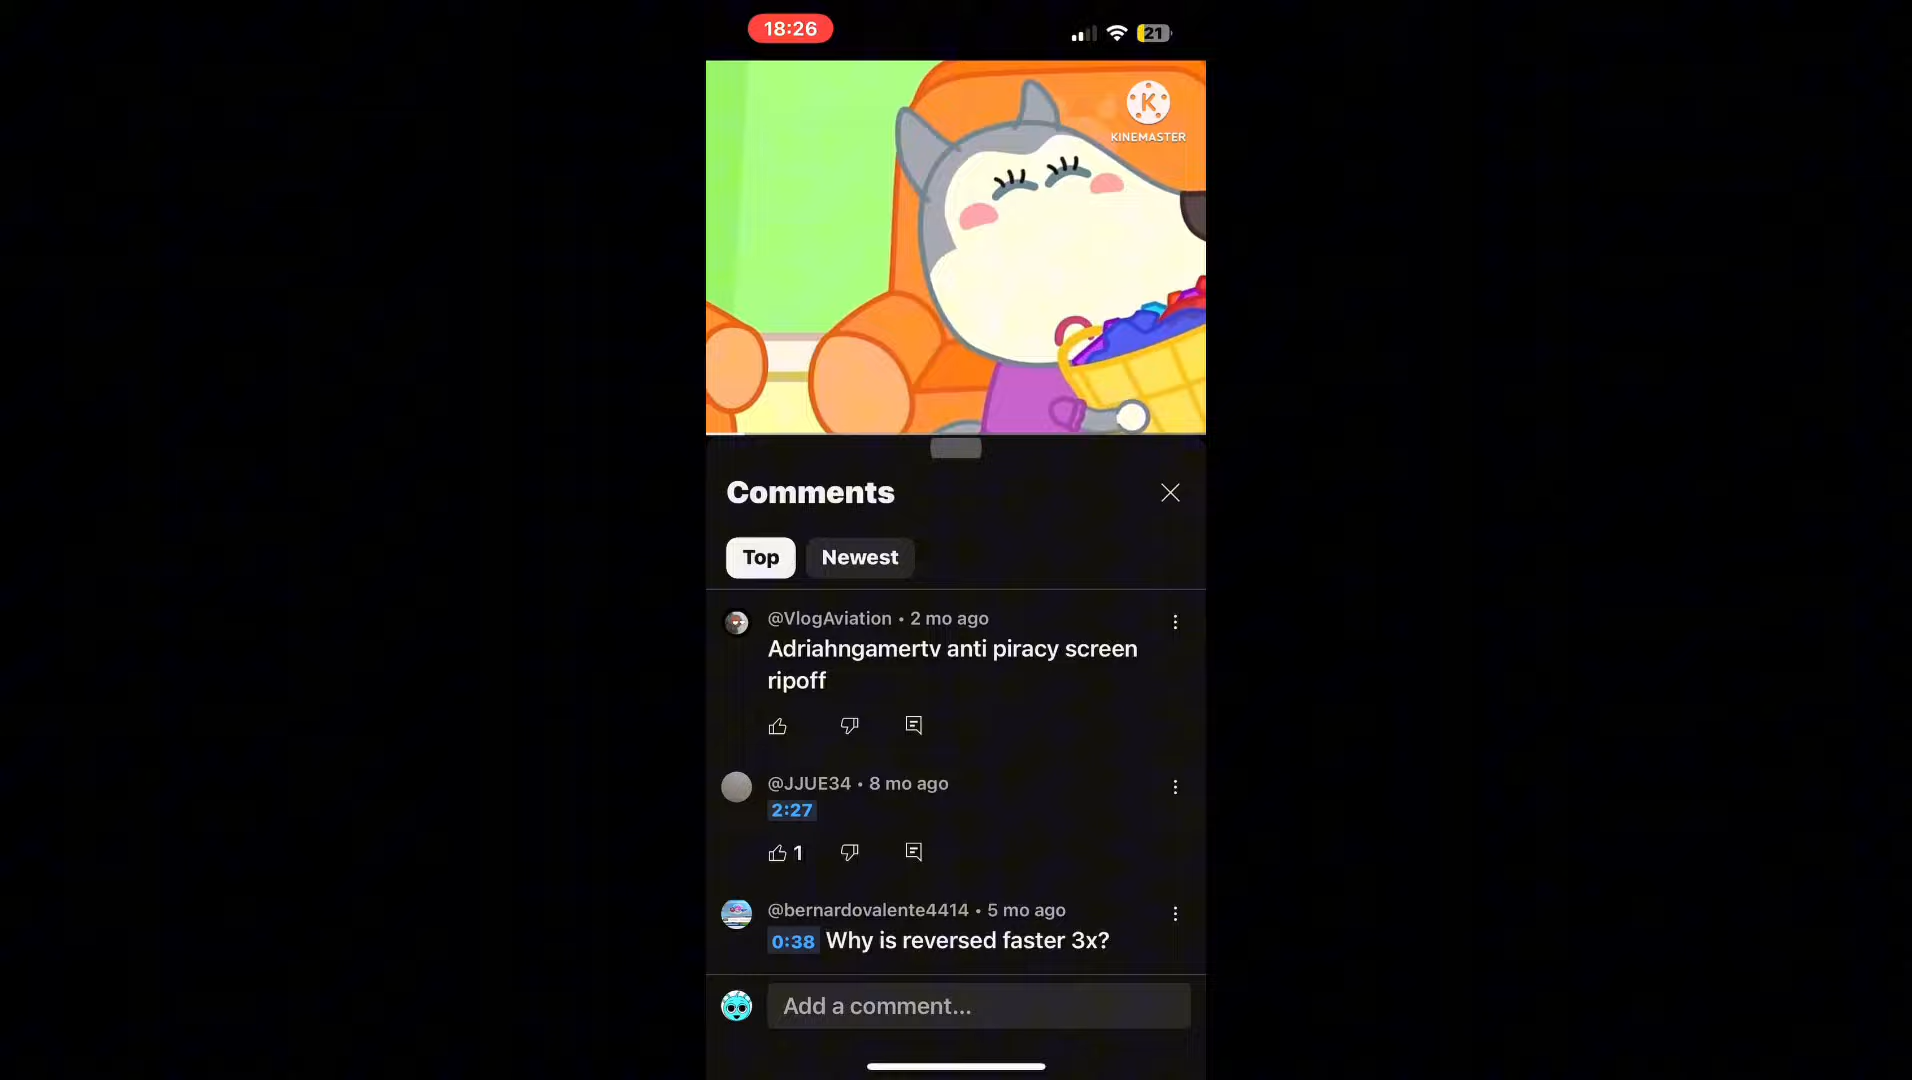 18:26
21
K
KINEMASTER
Comments
Top
Newest
@VlogAviation • 2 mo ago
Adriahngamertv anti piracy screen
ripoff
@JJUE34 • 8 mo ago
2:27
1
@bernardovalente4414 • 5 mo ago
0:38 Why is reversed faster 3x?
Add a comment...